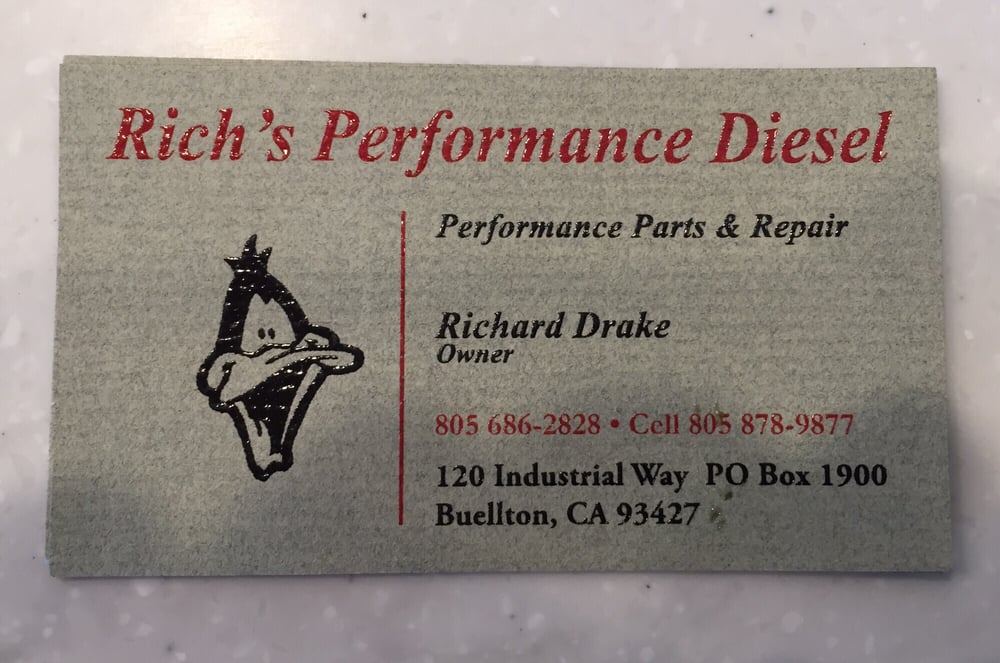 Rich's Performance Diesel
Performance Parts & Repair
Richard Drake
Owner
805 686-2828 • Cell 805 878-9877
120 Industrial Way PO Box 1900
Buellton, CA 93427